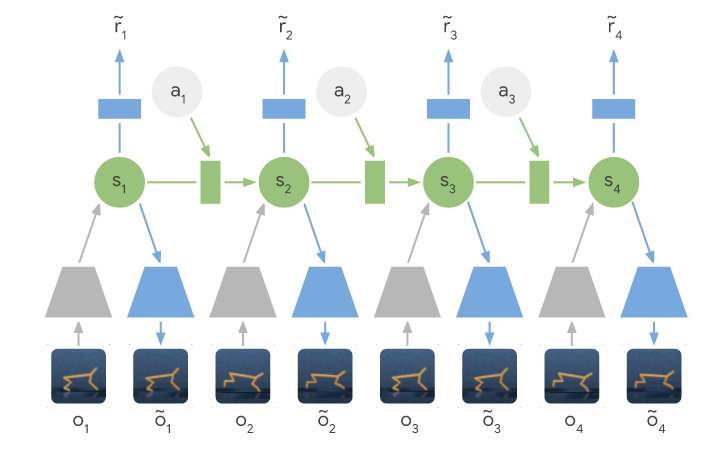 r̃₁ r̃₂ r̃₃ r̃₄
a₁ a₂ a₃
s₁ s₂ s₃ s₄
o₁ õ₁ o₂ õ₂ o₃ õ₃ o₄ õ₄